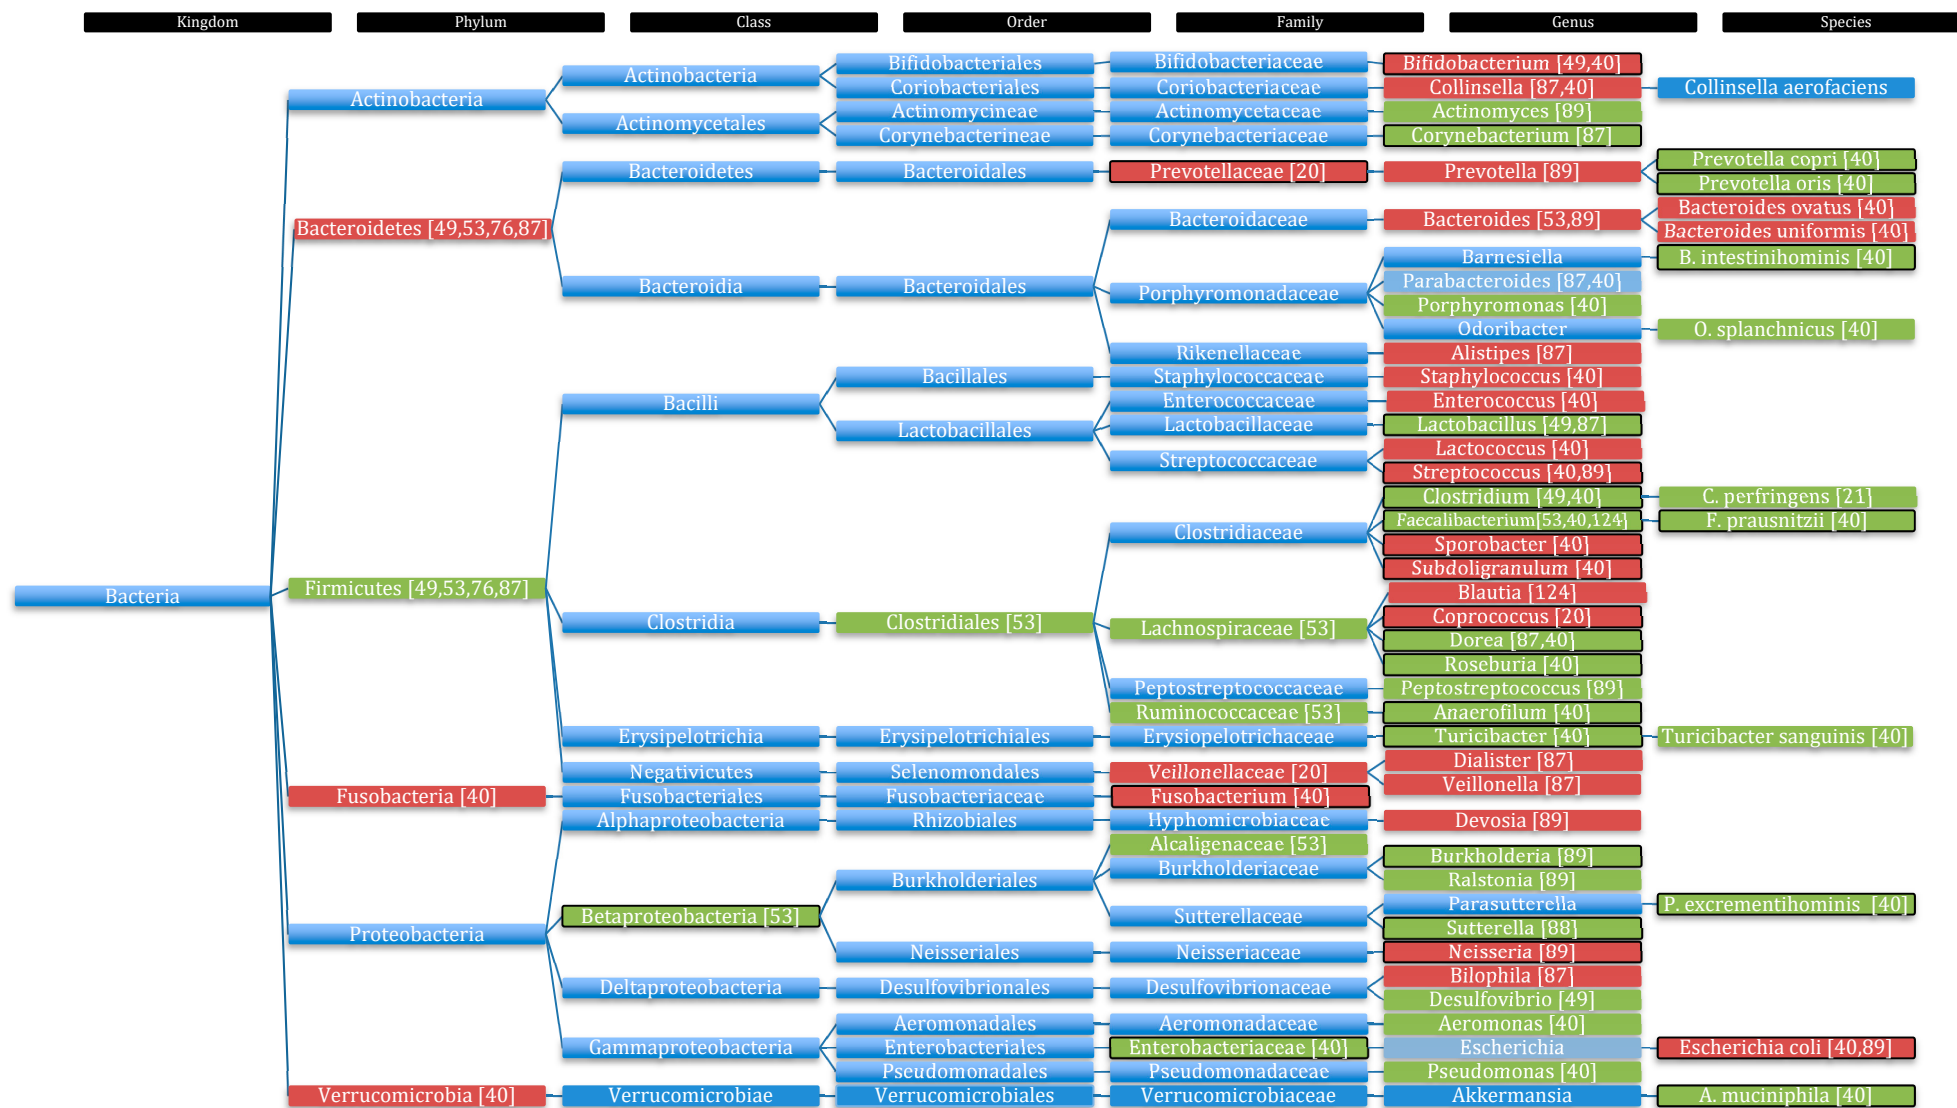 Kingdom Phylum Class Order Family Genus Species
Bifidobacteriales Bifidobacteriaceae Bifidobacterium [49,40]
Actinobacteria
Coriobacteriales Coriobacteriaceae Collinsella [87,40] Collinsella aerofaciens
Actinobacteria
Actinomycineae Actinomycetaceae Actinomyces [89]
Actinomycetales
Corynebacterineae Corynebacteriaceae Corynebacterium [87]
Prevotella copri [40]
Bacteroidetes Bacteroidales Prevotellaceae [20] Prevotella [89]
Prevotella oris [40]
Bacteroides ovatus [40]
Bacteroidaceae Bacteroides [53,89]
Bacteroidetes [49,53,76,87] Bacteroides uniformis [40]
Barnesiella B. intestinihominis [40]
Bacteroidia Bacteroidales Parabacteroides [87,40]
Porphyromonadaceae
Porphyromonas [40]
Odoribacter O. splanchnicus [40]
Rikenellaceae Alistipes [87]
Bacillales Staphylococcaceae Staphylococcus [40]
Bacilli Enterococcaceae Enterococcus [40]
Lactobacillales Lactobacillaceae Lactobacillus [49,87]
Lactococcus [40]
Streptococcaceae
Streptococcus [40,89]
Clostridium [49,40] C. perfringens [21]
Faecalibacterium[53,40,124] F. prausnitzii [40]
Clostridiaceae
Sporobacter [40]
Subdoligranulum [40]
Bacteria Firmicutes [49,53,76,87] Blautia [124]
Coprococcus [20]
Clostridia Clostridiales [53] Lachnospiraceae [53]
Dorea [87,40]
Roseburia [40]
Peptostreptococcaceae Peptostreptococcus [89]
Ruminococcaceae [53] Anaerofilum [40]
Erysipelotrichia Erysipelotrichiales Erysiopelotrichaceae Turicibacter [40] Turicibacter sanguinis [40]
Dialister [87]
Negativicutes Selenomondales Veillonellaceae [20]
Veillonella [87]
Fusobacteria [40] Fusobacteriales Fusobacteriaceae Fusobacterium [40]
Alphaproteobacteria Rhizobiales Hyphomicrobiaceae Devosia [89]
Alcaligenaceae [53]
Burkholderia [89]
Burkholderiales Burkholderiaceae
Ralstonia [89]
Parasutterella P. excrementihominis [40]
Betaproteobacteria [53] Sutterellaceae
Sutterella [88]
Proteobacteria
Neisseriales Neisseriaceae Neisseria [89]
Bilophila [87]
Deltaproteobacteria Desulfovibrionales Desulfovibrionaceae
Desulfovibrio [49]
Aeromonadales Aeromonadaceae Aeromonas [40]
Gammaproteobacteria Enterobacteriales Enterobacteriaceae [40] Escherichia Escherichia coli [40,89]
Pseudomonadales Pseudomonadaceae Pseudomonas [40]
Verrucomicrobia [40] Verrucomicrobiae Verrucomicrobiales Verrucomicrobiaceae Akkermansia A. muciniphila [40]